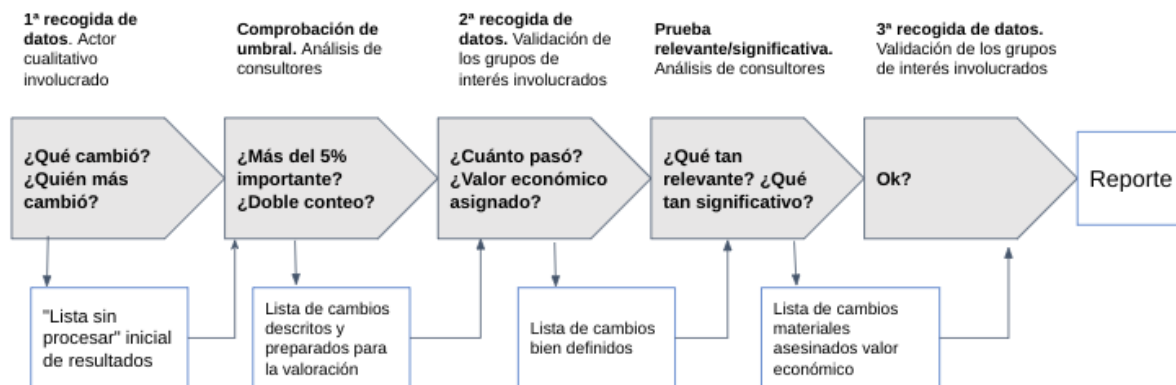 1ª recogida de
datos. Actor
cualitativo
involucrado
Comprobación de
umbral. Análisis de
consultores
2ª recogida de
datos. Validación de
los grupos de
interés involucrados
Prueba
relevante/significativa.
Análisis de consultores
3ª recogida de datos.
Validación de los grupos
de interés involucrados
¿Qué cambió?
¿Quién más
cambió?
¿Más del 5%
importante?
¿Doble conteo?
¿Cuánto pasó?
¿Valor económico
asignado?
¿Qué tan
relevante? ¿Qué
tan significativo?
Ok?
Reporte
"Lista sin
procesar" inicial
de resultados
Lista de cambios
descritos y
preparados para
la valoración
Lista de cambios
bien definidos
Lista de cambios
materiales
asesinados valor
económico